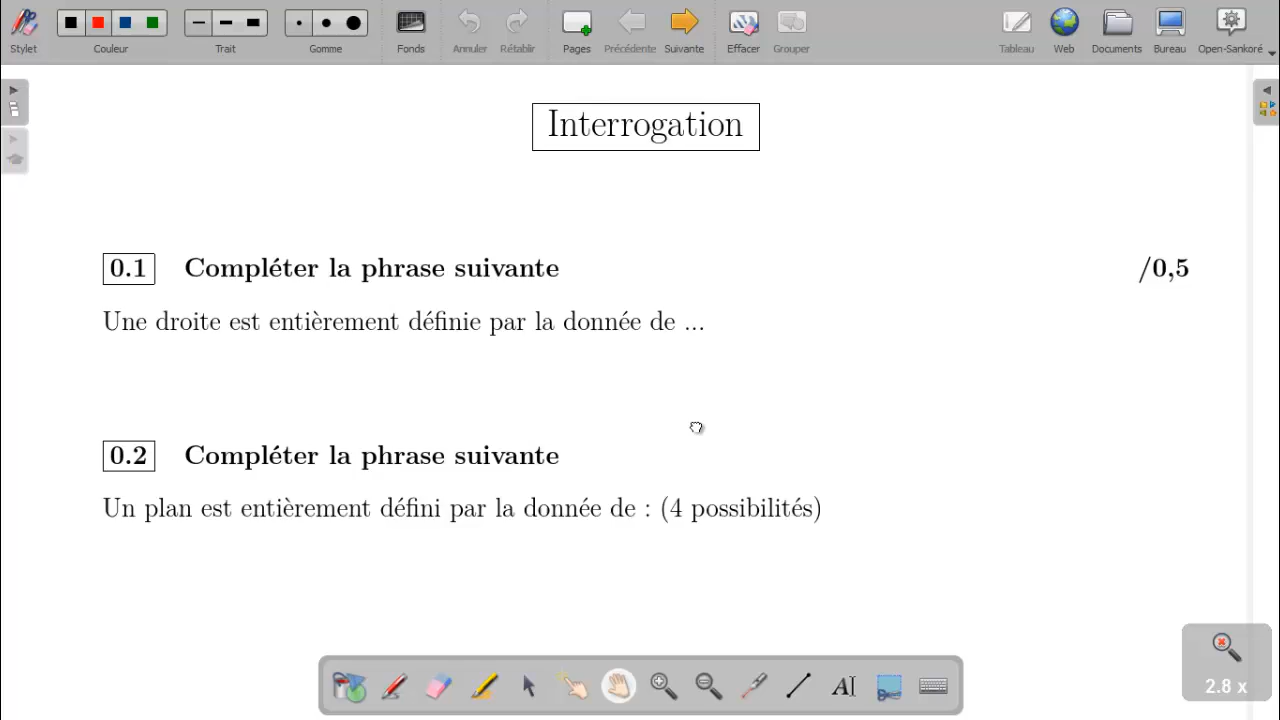 Stylet Couleur Trait Gomme Fonds Annuler Rétablir Pages Précédente Suivante Effacer Grouper Tableau Web Documents Bureau Open-Sankoré
Interrogation
0.1 Compléter la phrase suivante /0,5
Une droite est entièrement définie par la donnée de ...
0.2 Compléter la phrase suivante
Un plan est entièrement défini par la donnée de : (4 possibilités)
AI
2.8 x